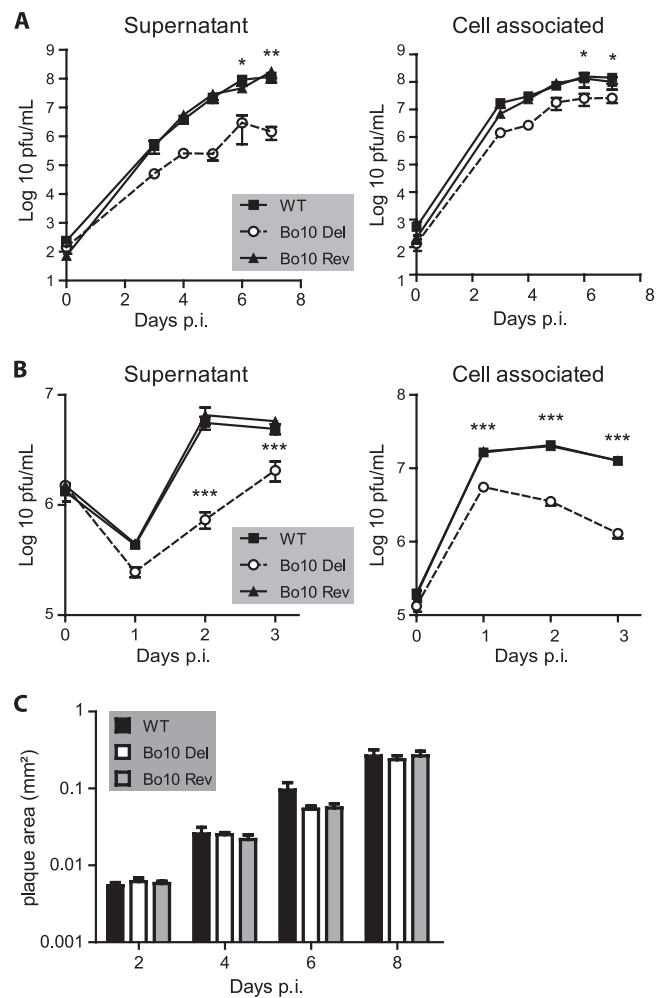 A
Supernatant
Cell associated
Log 10 pfu/mL
9
8
7
6
5
4
3
2
1
0 2 4 6 8
Days p.i.
* **
WT
Bo10 Del
Bo10 Rev
Log 10 pfu/mL
9
8
7
6
5
4
3
2
1
0 2 4 6 8
Days p.i.
* *
B
Supernatant
Cell associated
Log 10 pfu/mL
7
6
5
0 1 2 3
Days p.i.
*** ***
WT
Bo10 Del
Bo10 Rev
Log 10 pfu/mL
8
7
6
5
0 1 2 3
Days p.i.
*** *** ***
C
plaque area (mm²)
1
0.1
0.01
0.001
WT
Bo10 Del
Bo10 Rev
2 4 6 8
Days p.i.